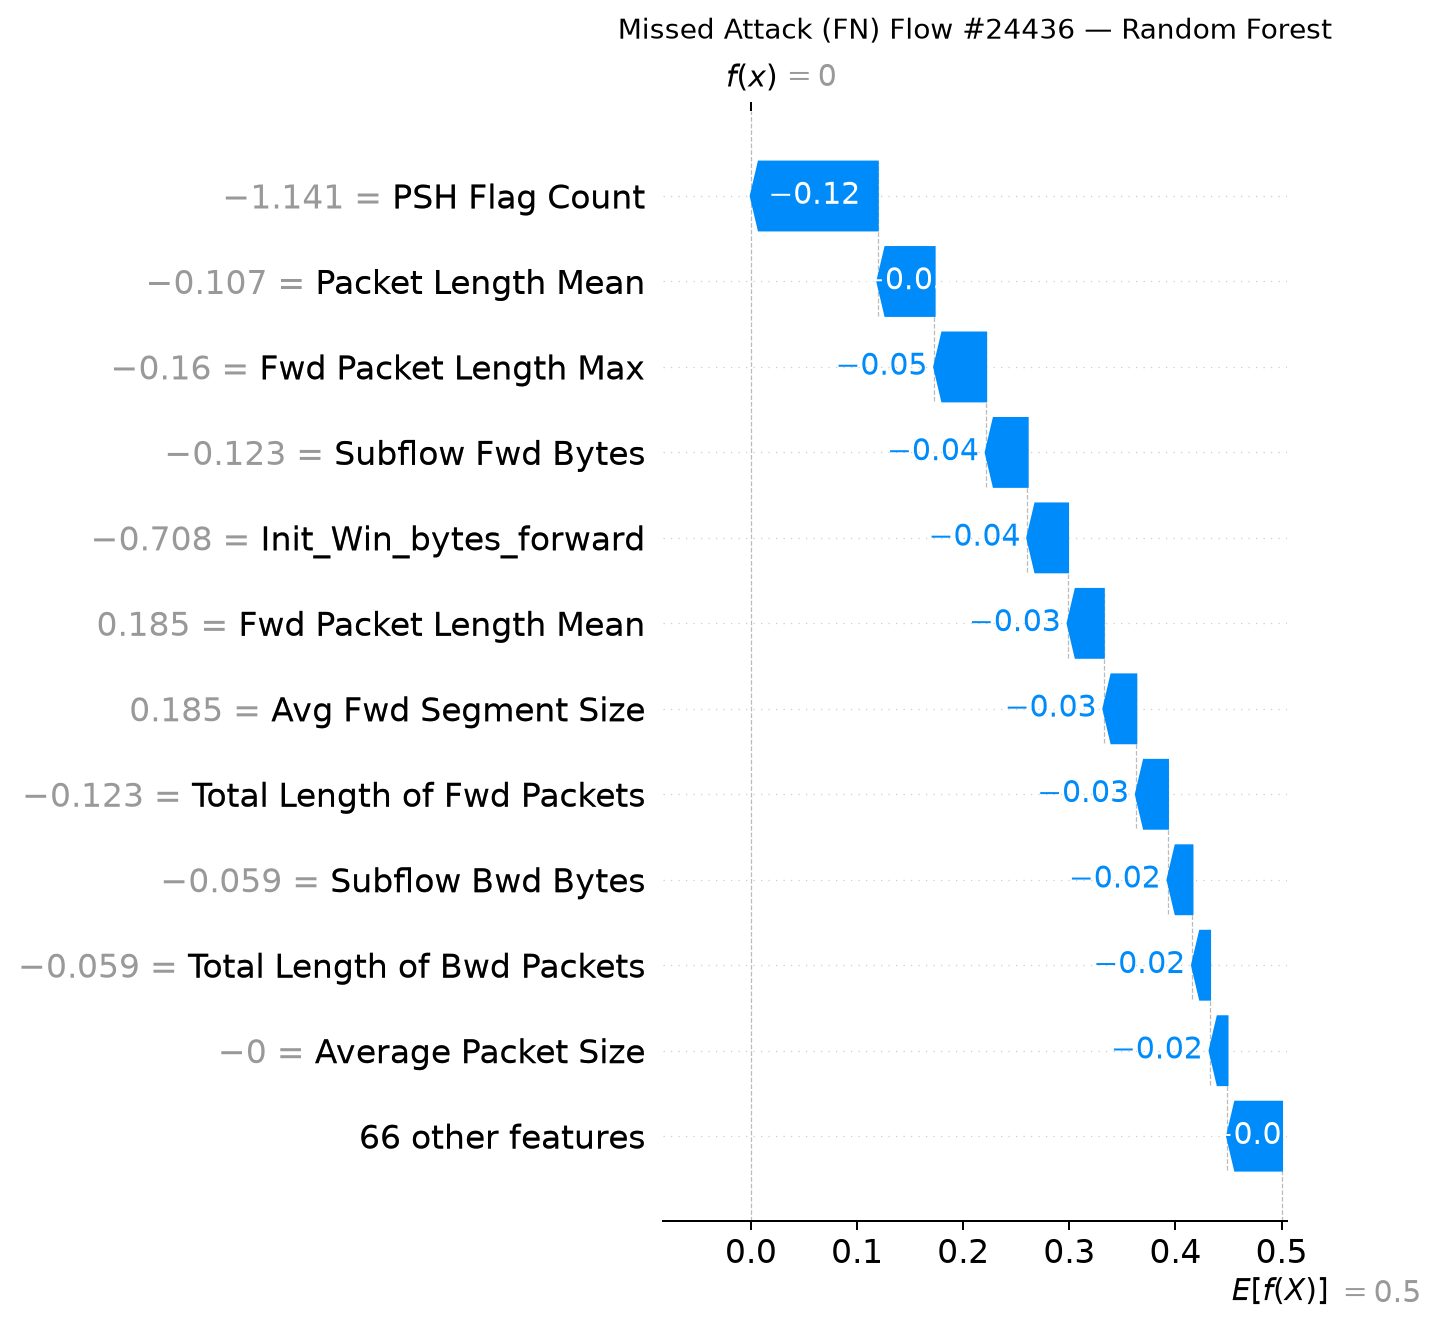 Missed Attack (FN) Flow #24436 — Random Forest
f(x) = 0
−1.141 = PSH Flag Count
−0.12
−0.107 = Packet Length Mean
-0.0
−0.16 = Fwd Packet Length Max
−0.05
−0.123 = Subflow Fwd Bytes
−0.04
−0.708 = Init_Win_bytes_forward
−0.04
0.185 = Fwd Packet Length Mean
−0.03
0.185 = Avg Fwd Segment Size
−0.03
−0.123 = Total Length of Fwd Packets
−0.03
−0.059 = Subflow Bwd Bytes
−0.02
−0.059 = Total Length of Bwd Packets
−0.02
−0 = Average Packet Size
−0.02
66 other features
-0.0
0.0 0.1 0.2 0.3 0.4 0.5
E[f(X)] = 0.5